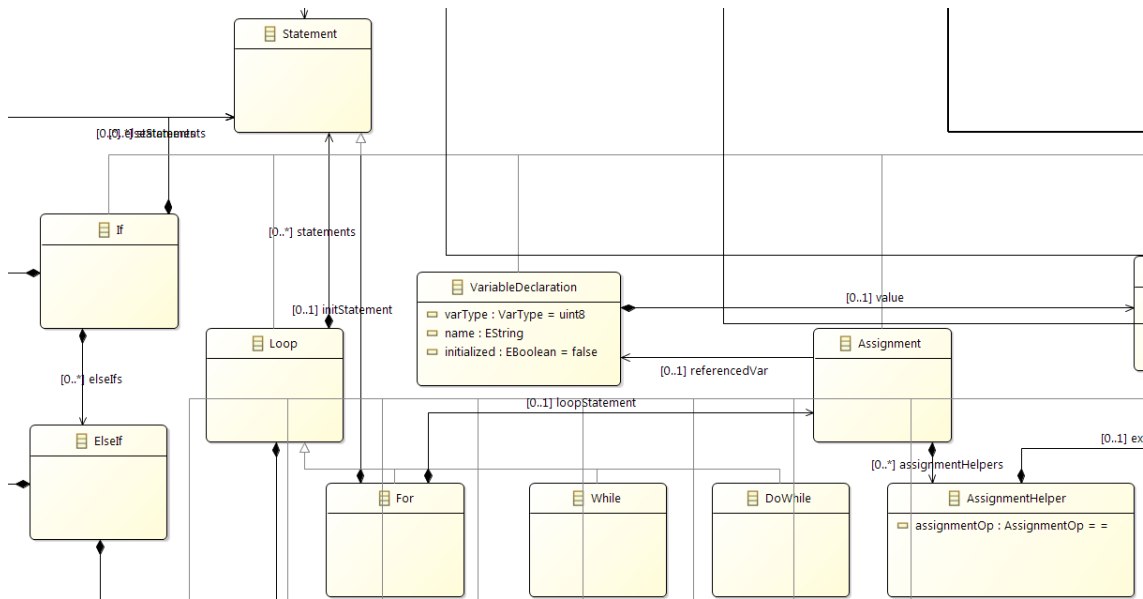 Statement
[0..*] statements
If
[0..*] statements
VariableDeclaration
varType : VarType = uint8
name : EString
initialized : EBoolean = false
[0..1] value
[0..1] initStatement
Loop
Assignment
[0..1] referencedVar
[0..*] elseIfs
[0..1] loopStatement
ElseIf
[0..1] ex
[0..*] assignmentHelpers
For
While
DoWhile
AssignmentHelper
assignmentOp : AssignmentOp = =